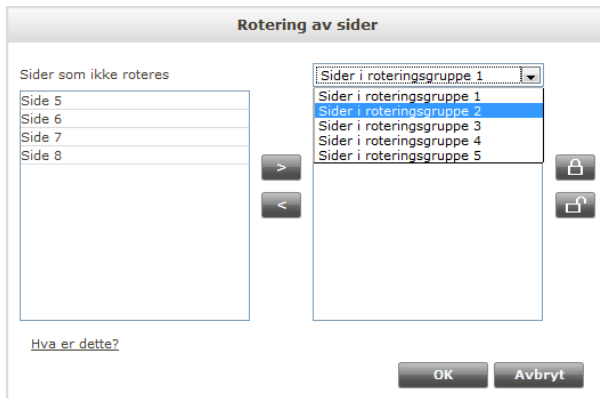 Rotering av sider
Sider som ikke roteres
Sider i roteringsgruppe 1
Side 5
Side 6
Side 7
Side 8
Sider i roteringsgruppe 1
Sider i roteringsgruppe 2
Sider i roteringsgruppe 3
Sider i roteringsgruppe 4
Sider i roteringsgruppe 5
>
<
Hva er dette?
OK
Avbryt